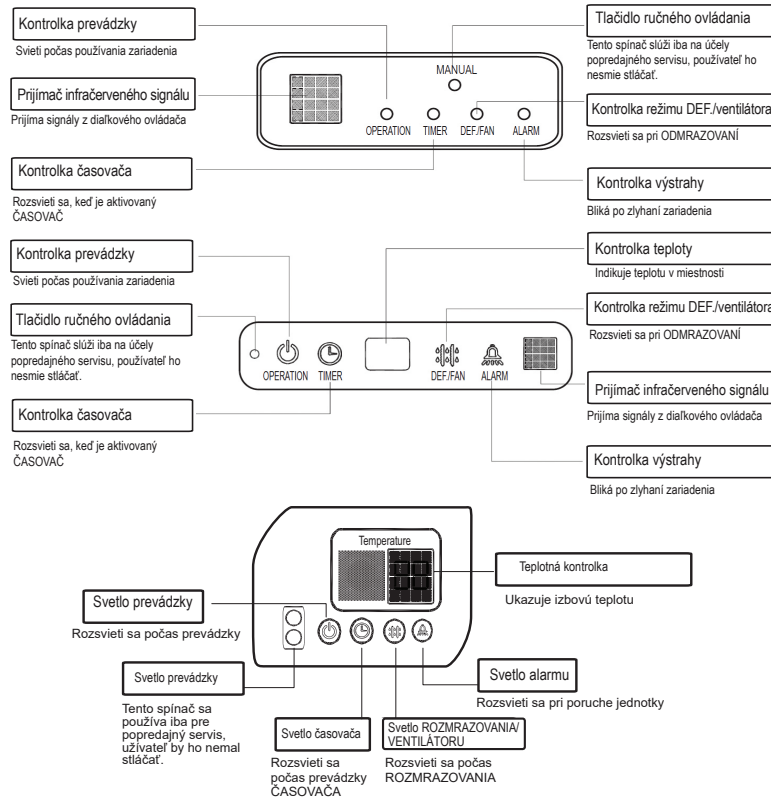 Kontrolka prevádzky
Svieti počas používania zariadenia
Prijímač infračerveného signálu
Prijíma signály z diaľkového ovládača
Kontrolka časovača
Rozsvieti sa, keď je aktivovaný
ČASOVAČ
MANUAL
OPERATION TIMER DEF./FAN ALARM
Tlačidlo ručného ovládania
Tento spínač slúži iba na účely
popredajného servisu, používateľ ho
nesmie stláčať.
Kontrolka režimu DEF./ventilátora
Rozsvieti sa pri ODMRAZOVANÍ
Kontrolka výstrahy
Bliká po zlyhaní zariadenia
Kontrolka prevádzky
Svieti počas používania zariadenia
Tlačidlo ručného ovládania
Tento spínač slúži iba na účely
popredajného servisu, používateľ ho
nesmie stláčať.
Kontrolka časovača
Rozsvieti sa, keď je aktivovaný
ČASOVAČ
OPERATION TIMER DEF./FAN ALARM
Kontrolka teploty
Indikuje teplotu v miestnosti
Kontrolka režimu DEF./ventilátora
Rozsvieti sa pri ODMRAZOVANÍ
Prijímač infračerveného signálu
Prijíma signály z diaľkového ovládača
Kontrolka výstrahy
Bliká po zlyhaní zariadenia
Temperature
Teplotná kontrolka
Ukazuje izbovú teplotu
Svetlo prevádzky
Rozsvieti sa počas prevádzky
Svetlo prevádzky
Tento spínač sa
používa iba pre
popredajný servis,
užívateľ by ho nemal
stláčať.
Svetlo časovača
Rozsvieti sa
počas prevádzky
ČASOVAČA
Svetlo ROZMRAZOVANIA/
VENTILÁTORU
Rozsvieti sa počas
ROZMRAZOVANIA
Svetlo alarmu
Rozsvieti sa pri poruche jednotky